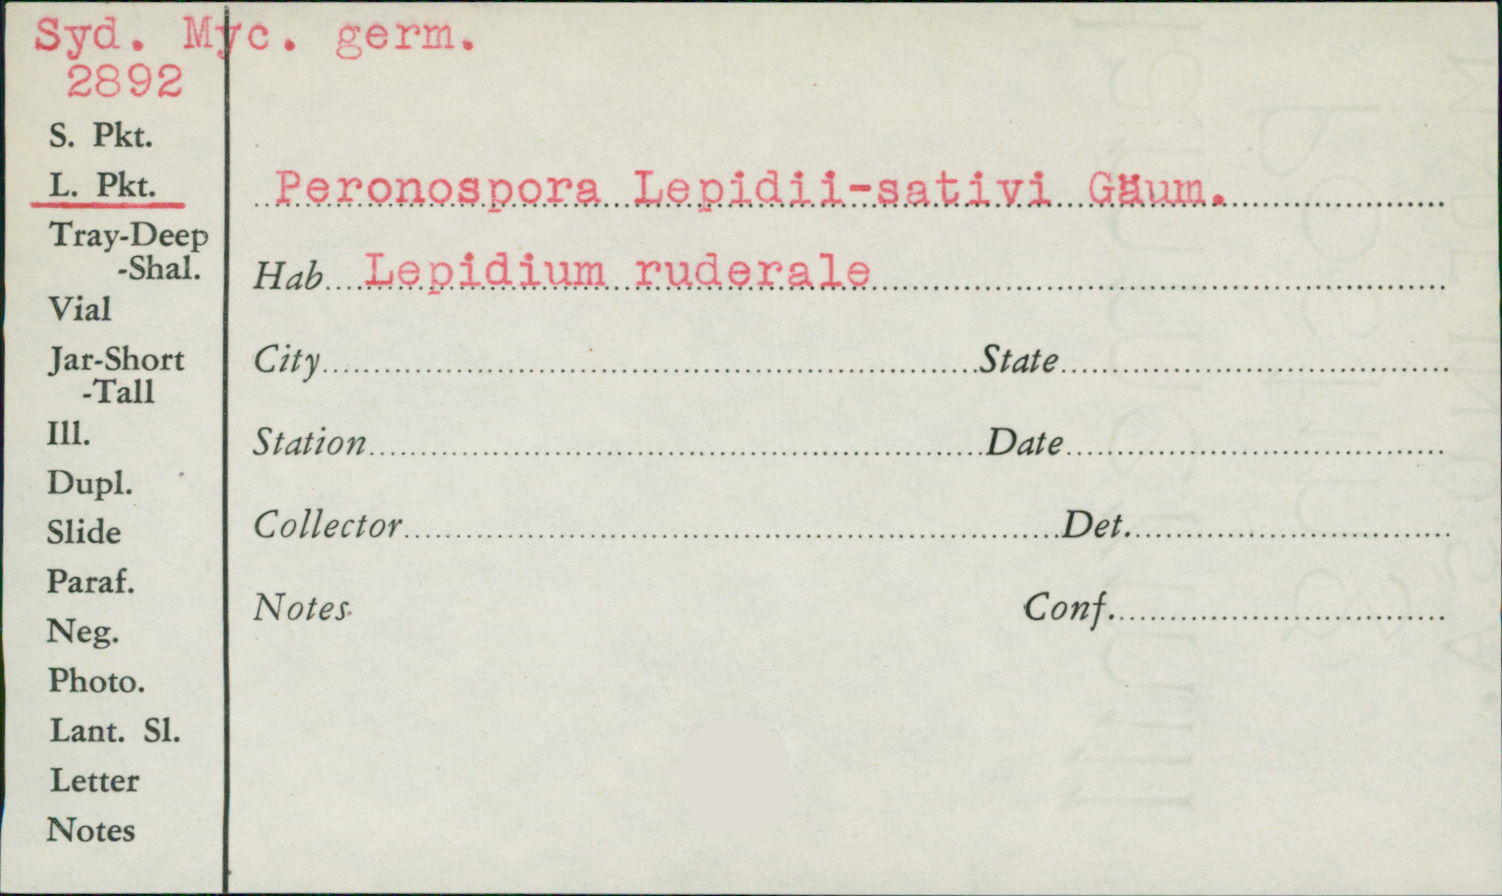 Syd. Myc. germ.
2892
S. Pkt.
L. Pkt.
Tray-Deep
-Shal.
Vial
Jar-Short
-Tall
Ill.
Dupl.
Slide
Paraf.
Neg.
Photo.
Lant. Sl.
Letter
Notes
Peronospora Lepidii-sativi Gäum.
Hab. Lepidium ruderale
City
State
Station
Date
Collector
Det.
Notes
Conf.